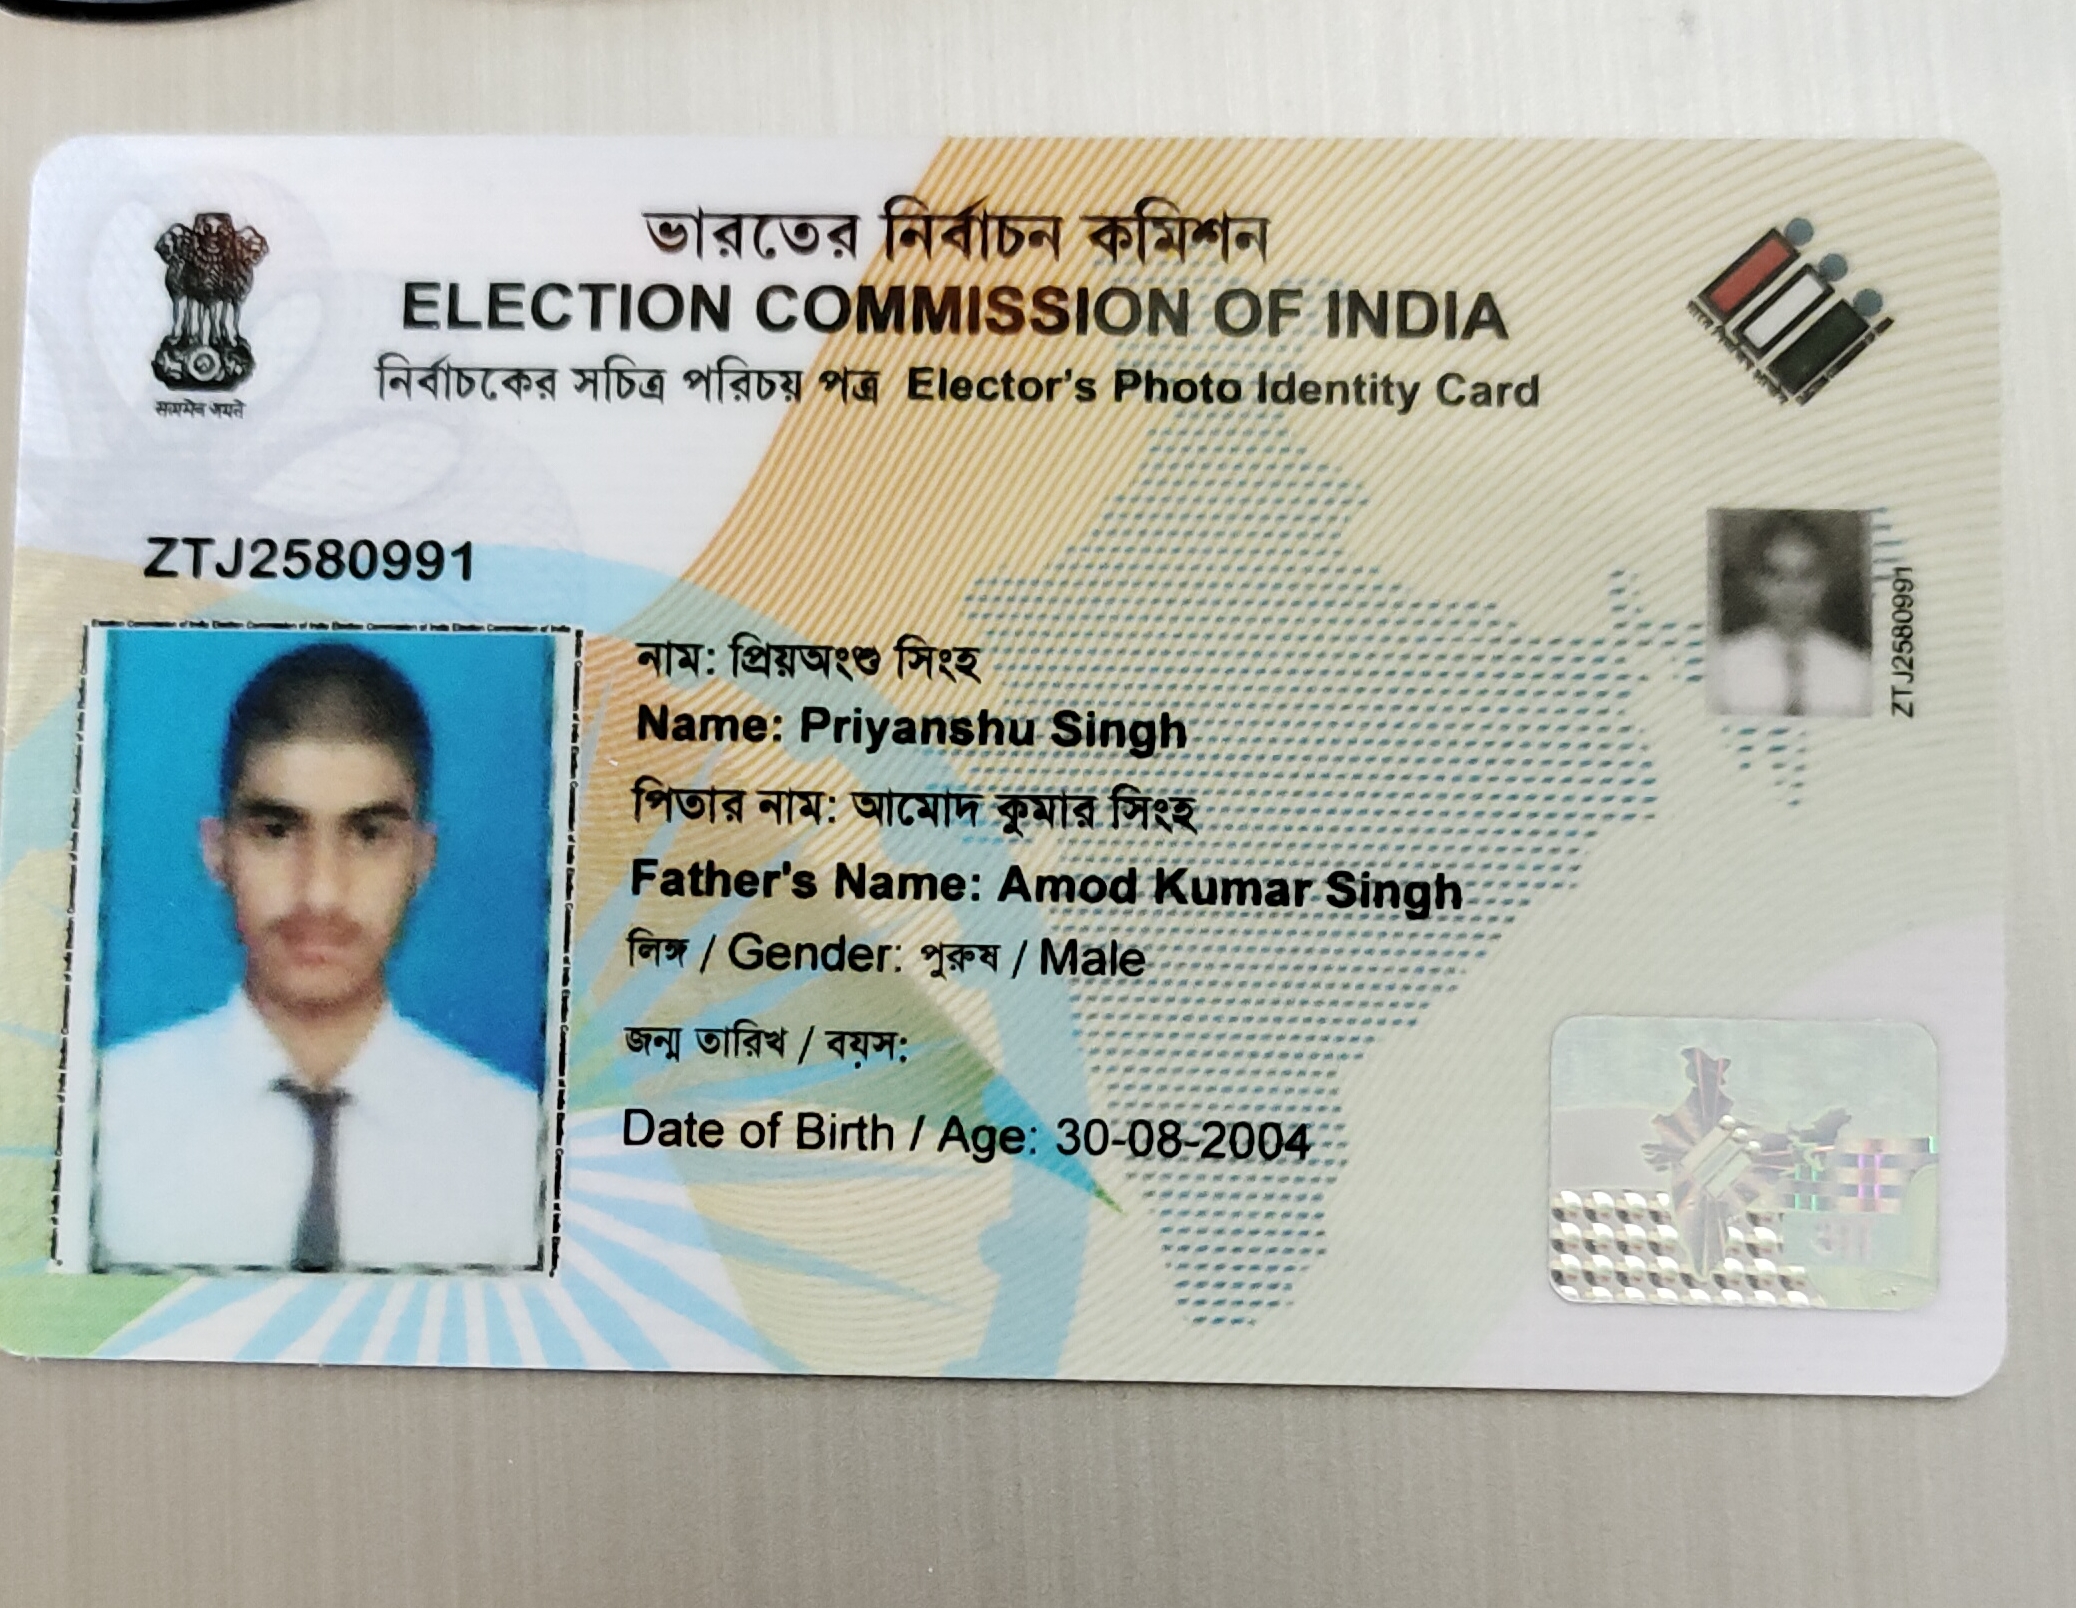 ভারতের নির্বাচন কমিশন
ELECTION COMMISSION OF INDIA
নির্বাচকের সচিত্র পরিচয় পত্র Elector's Photo Identity Card
सत्यमेव जयते
ZTJ2580991
ZTJ2580991
নাম: প্রিয়অংশু সিংহ
Name: Priyanshu Singh
পিতার নাম: আমোদ কুমার সিংহ
Father's Name: Amod Kumar Singh
লিঙ্গ / Gender: পুরুষ / Male
জন্ম তারিখ / বয়স:
Date of Birth / Age: 30-08-2004